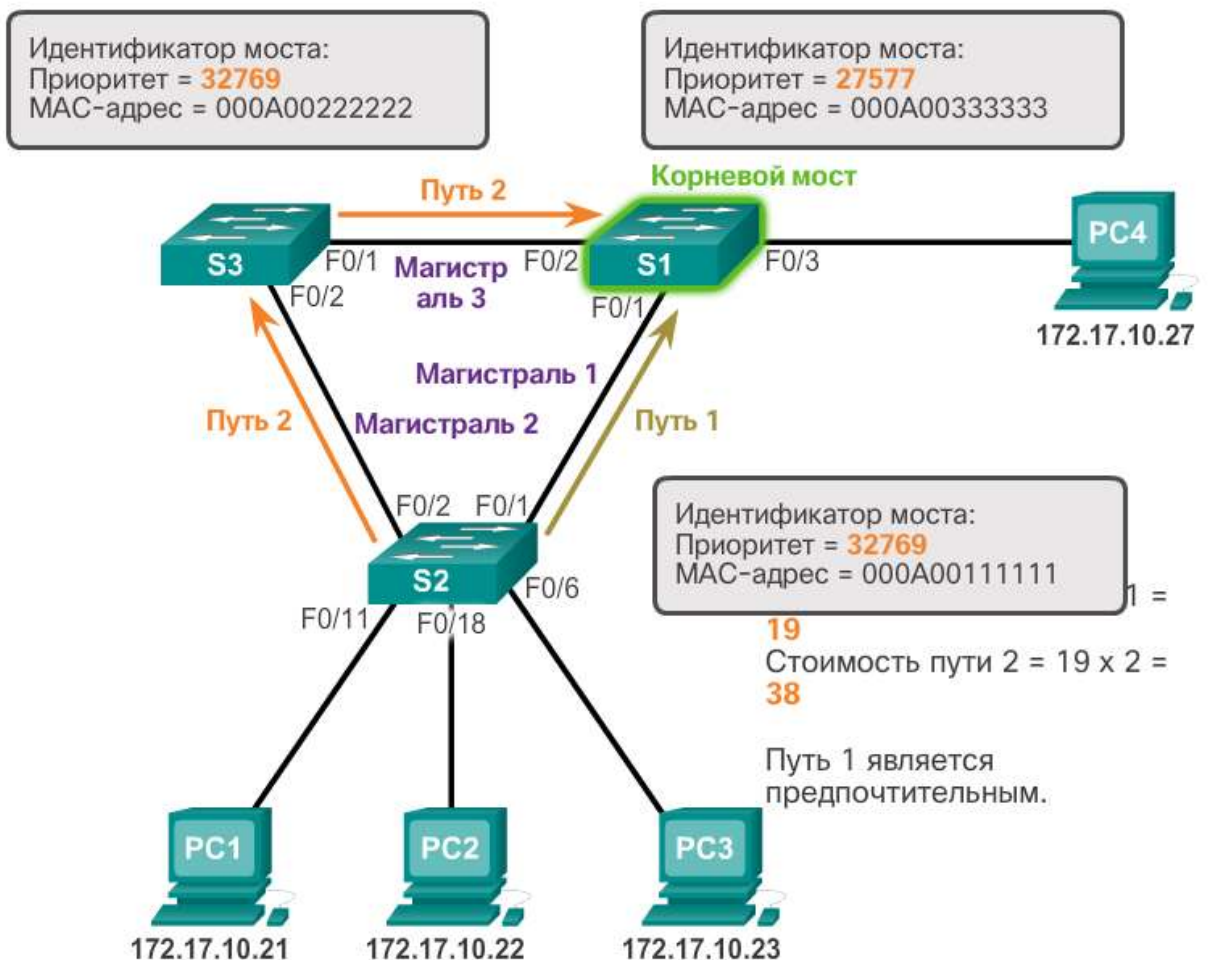 Идентификатор моста:
Приоритет = 32769
МАС-адрес = 000A00222222
Идентификатор моста:
Приоритет = 27577
МАС-адрес = 000A00333333
Путь 2
Корневой мост
S3
F0/1
Магистр
аль 3
F0/2
S1
F0/3
PC4
F0/2
F0/1
172.17.10.27
Магистраль 1
Путь 2
Магистраль 2
Путь 1
F0/2
F0/1
Идентификатор моста:
Приоритет = 32769
МАС-адрес = 000A00111111
S2
F0/6
F0/11
F0/18
1 =
19
Стоимость пути 2 = 19 x 2 =
38
Путь 1 является
предпочтительным.
PC1
PC2
PC3
172.17.10.21
172.17.10.22
172.17.10.23